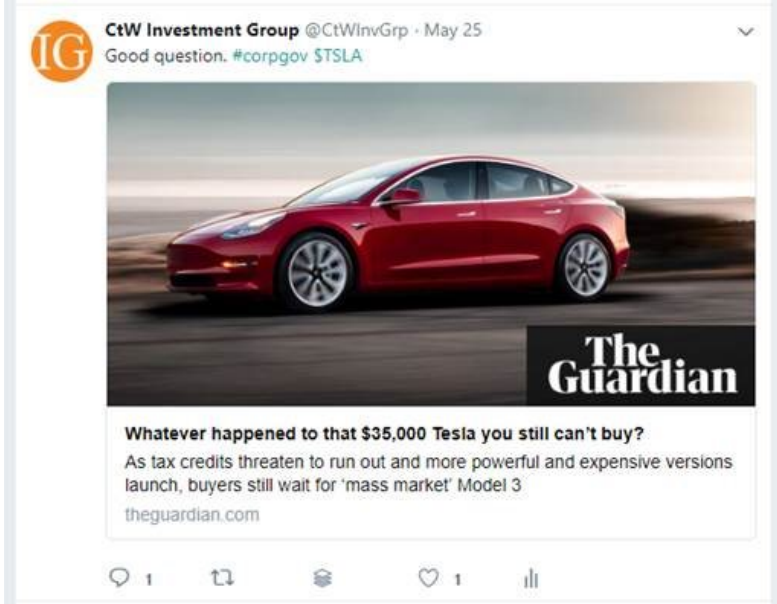 IG
CtW Investment Group @CtWInvGrp · May 25
Good question. #corpgov $TSLA
The
Guardian
Whatever happened to that $35,000 Tesla you still can't buy?
As tax credits threaten to run out and more powerful and expensive versions
launch, buyers still wait for 'mass market' Model 3
theguardian.com
1 1